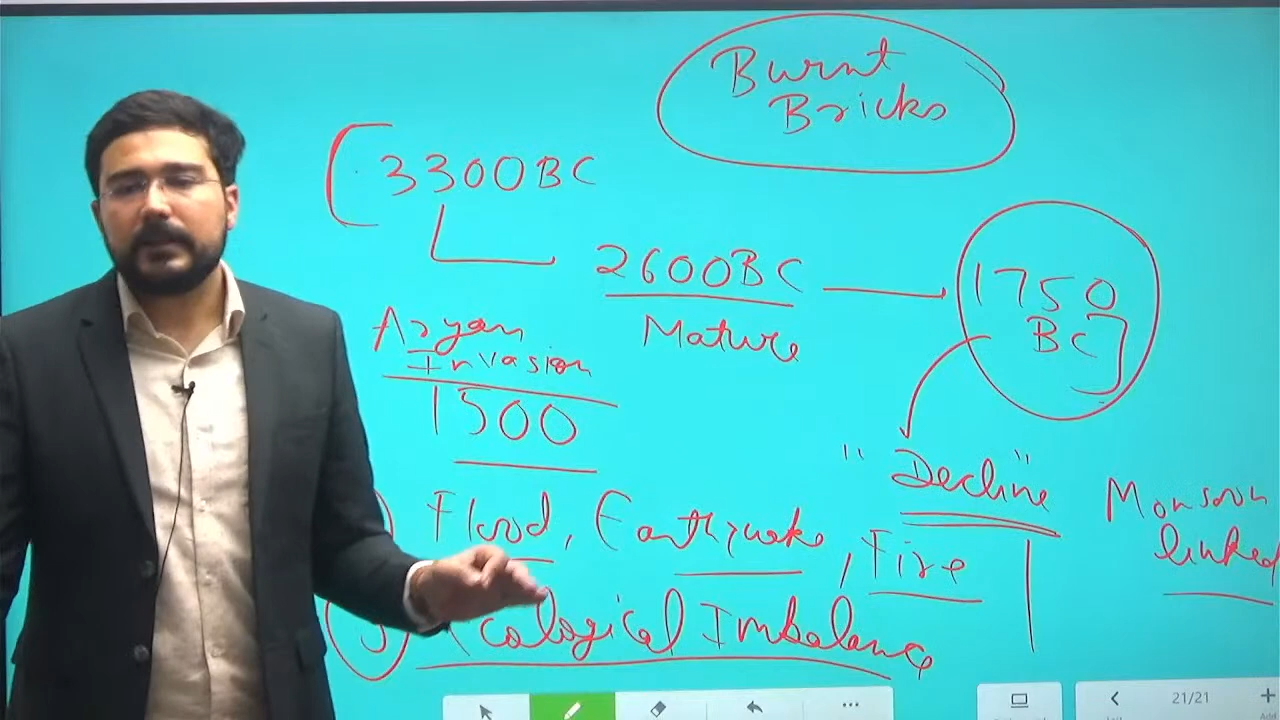 Burnt
Bricks
3300BC
2600BC
Mature
1750
BC
Aryan
Invasion
1500
"Decline"
Monsoon
linked
Flood, Earthquake, Fire
Ecological Imbalance
21/21